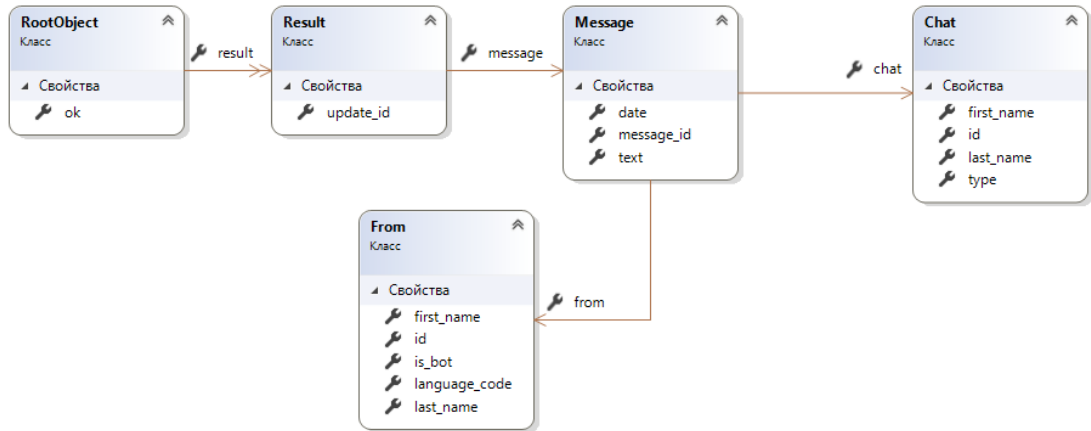 RootObject
Класс
Свойства
ok
result
Result
Класс
Свойства
update_id
message
Message
Класс
Свойства
date
message_id
text
chat
Chat
Класс
Свойства
first_name
id
last_name
type
from
From
Класс
Свойства
first_name
id
is_bot
language_code
last_name